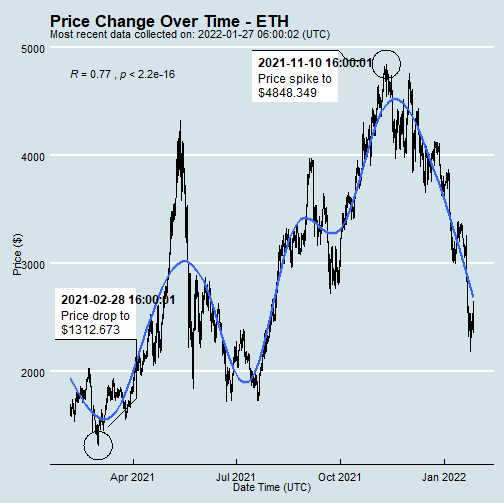 Price Change Over Time - ETH
Most recent data collected on: 2022-01-27 06:00:02 (UTC)
5000
4000
3000
2000
Price ($)
R = 0.77 , p < 2.2e-16
2021-11-10 16:00:01
Price spike to
$4848.349
2021-02-28 16:00:01
Price drop to
$1312.673
Apr 2021
Jul 2021
Oct 2021
Jan 2022
Date Time (UTC)